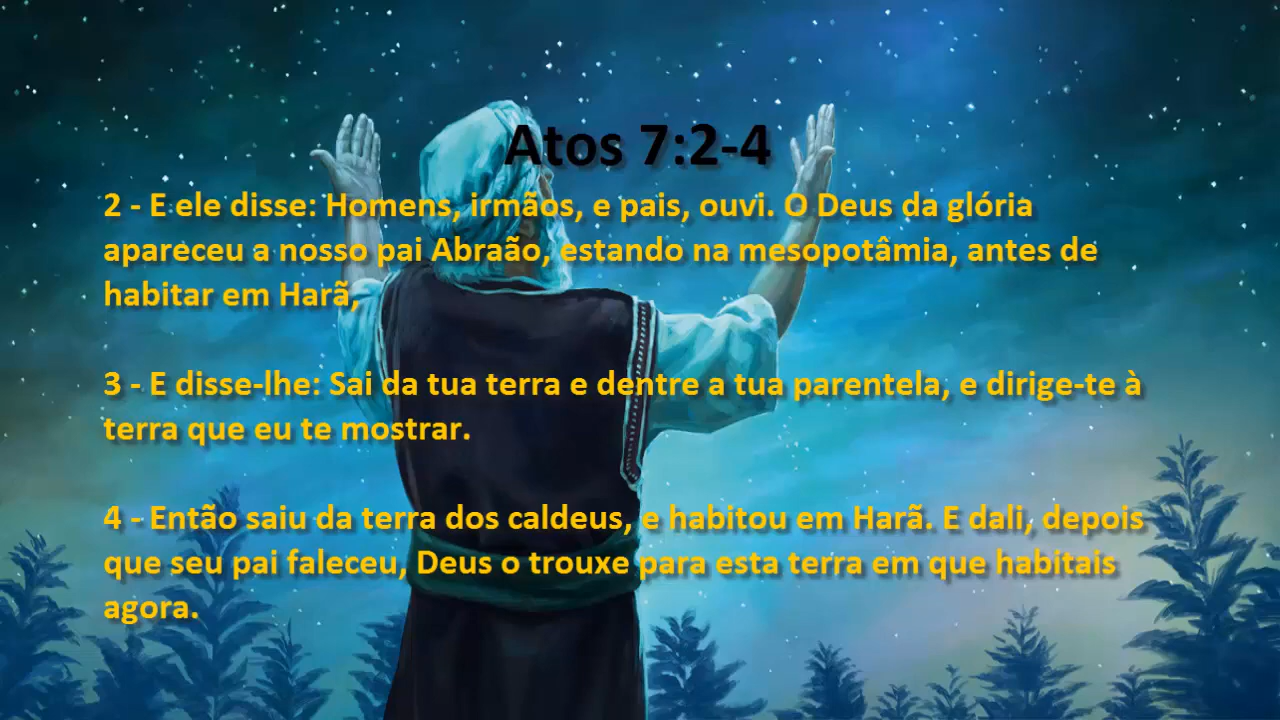 Atos 7:2-4
2 - E ele disse: Homens, irmãos, e pais, ouvi. O Deus da glória
apareceu a nosso pai Abraão, estando na mesopotâmia, antes de
habitar em Harã,
3 - E disse-lhe: Sai da tua terra e dentre a tua parentela, e dirige-te à
terra que eu te mostrar.
4 - Então saiu da terra dos caldeus, e habitou em Harã. E dali, depois
que seu pai faleceu, Deus o trouxe para esta terra em que habitais
agora.